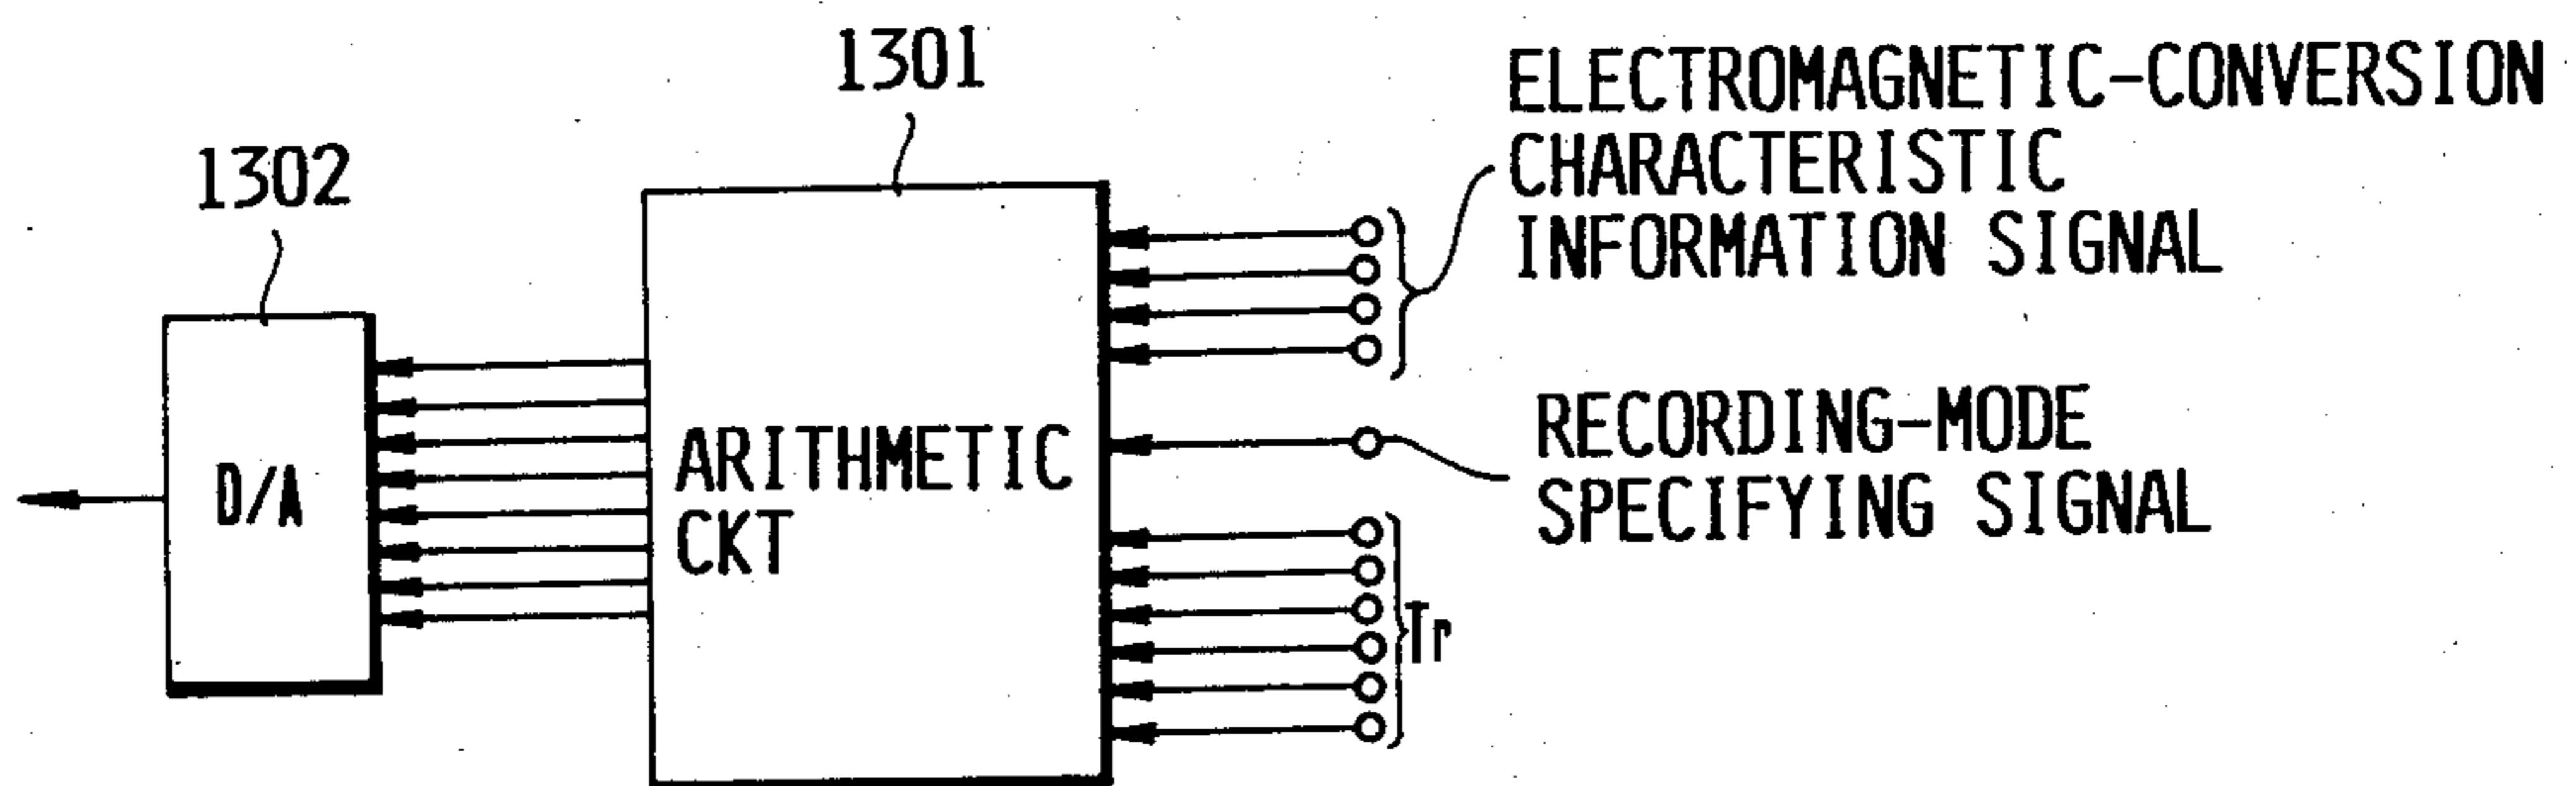 1301
1302
ELECTROMAGNETIC-CONVERSION
CHARACTERISTIC
INFORMATION SIGNAL
RECORDING-MODE
SPECIFYING SIGNAL
ARITHMETIC
CKT
D/A
Tr